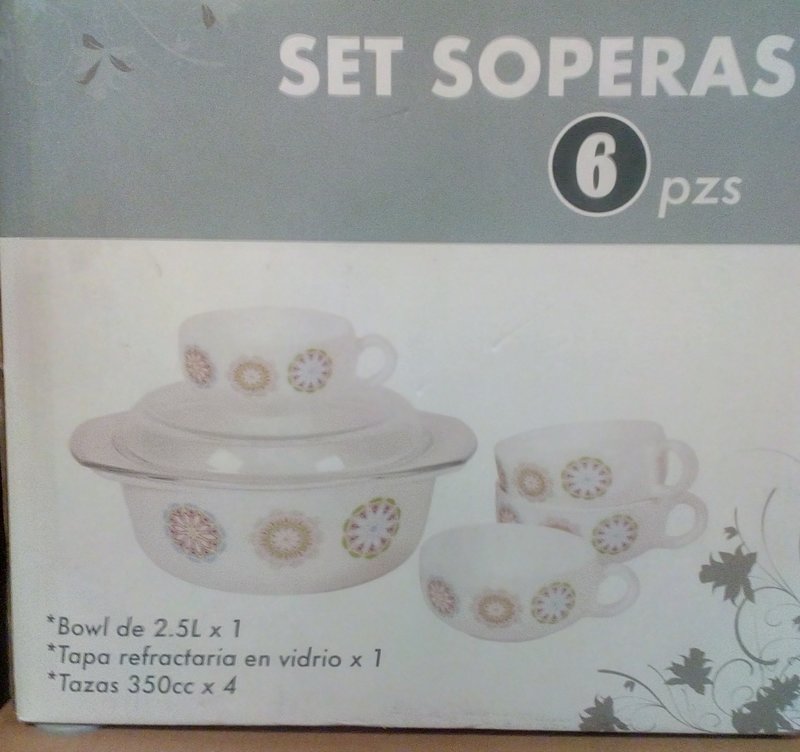 SET SOPERAS
6
pzs
*Bowl de 2.5L x 1
*Tapa refractaria en vidrio x 1
*Tazas 350cc x 4